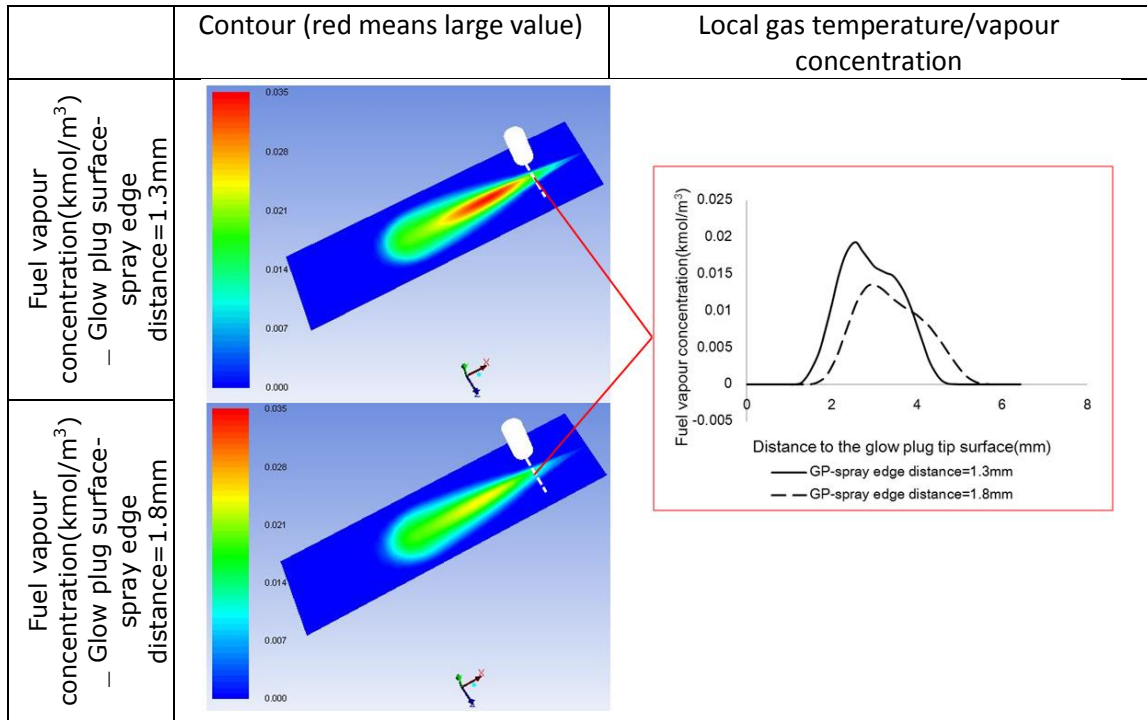 Contour (red means large value)
Local gas temperature/vapour
concentration
Fuel vapour
concentration(kmol/m³)
– Glow plug surface-
spray edge
distance=1.3mm
0.035
0.028
0.021
0.014
0.007
0.000
X
Z
Fuel vapour concentration(kmol/m³)
0.025
0.02
0.015
0.01
0.005
0
-0.005
0
2
4
6
8
Distance to the glow plug tip surface(mm)
GP-spray edge distance=1.3mm
GP-spray edge distance=1.8mm
Fuel vapour
concentration(kmol/m³)
– Glow plug surface-
spray edge
distance=1.8mm
0.035
0.028
0.021
0.014
0.007
0.000
X
Z